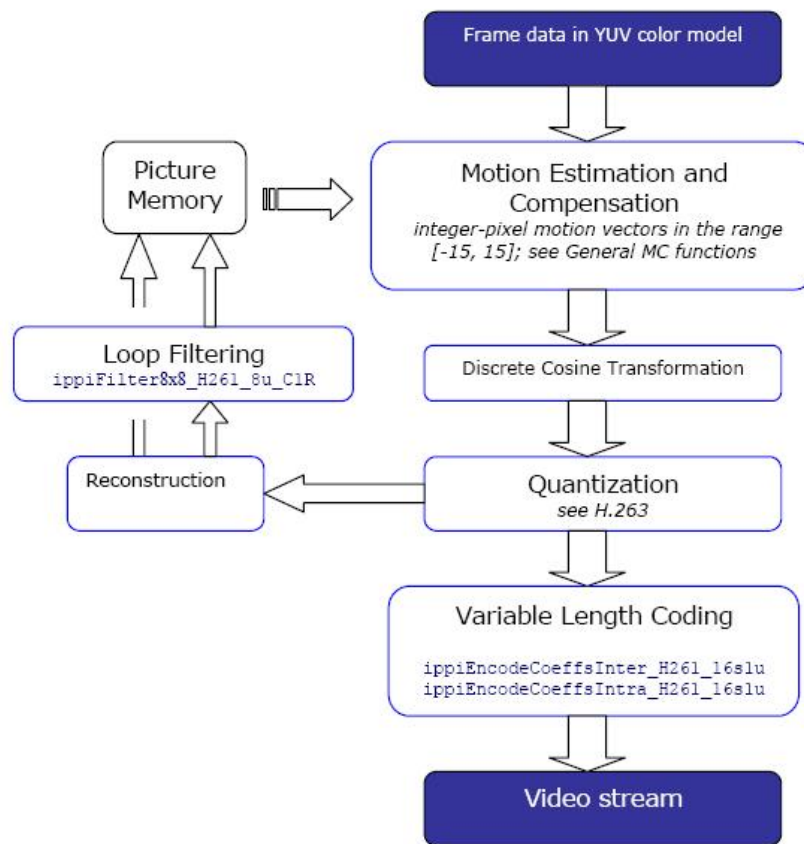 Frame data in YUV color model
Picture
Memory
Motion Estimation and
Compensation
integer-pixel motion vectors in the range
[-15, 15]; see General MC functions
Loop Filtering
ippiFilter8x8_H261_8u_C1R
Discrete Cosine Transformation
Reconstruction
Quantization
see H.263
Variable Length Coding
ippiEncodeCoeffsInter_H261_16s1u
ippiEncodeCoeffsIntra_H261_16s1u
Video stream